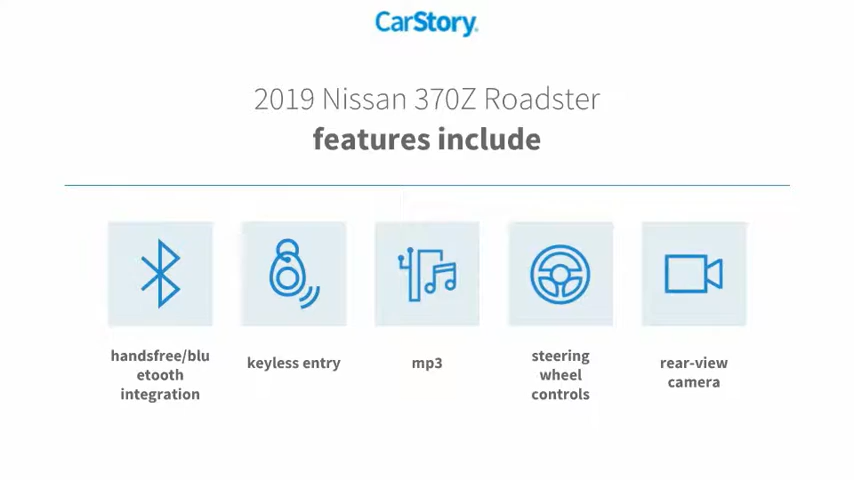 CarStory.
2019 Nissan 370Z Roadster
features include
handsfree/blu
etooth
integration
keyless entry
mp3
steering
wheel
controls
rear-view
camera